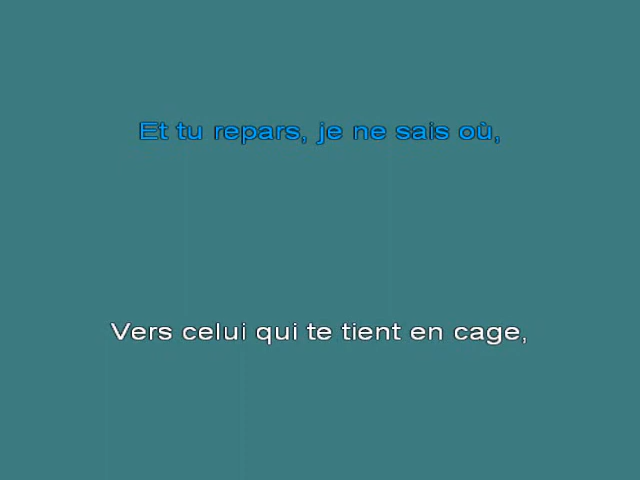 Et tu repars, je ne sais où,
Vers celui qui te tient en cage,